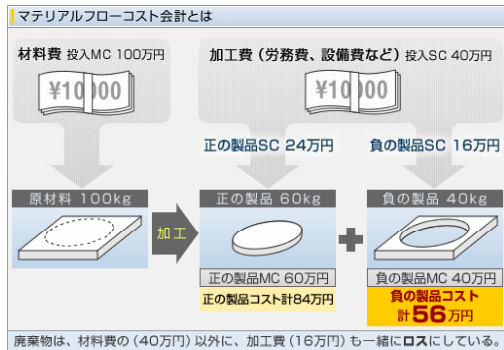 マテリアルフローコスト会計とは
材料費 投入MC 100万円
加工費（労務費、設備費など）投入SC 40万円
¥10000
¥10000
正の製品SC 24万円
負の製品SC 16万円
原材料 100kg
加工
正の製品 60kg
負の製品 40kg
正の製品MC 60万円
負の製品MC 40万円
正の製品コスト計84万円
負の製品コスト
計56万円
廃棄物は、材料費の（40万円）以外に、加工費（16万円）も一緒にロスにしている。